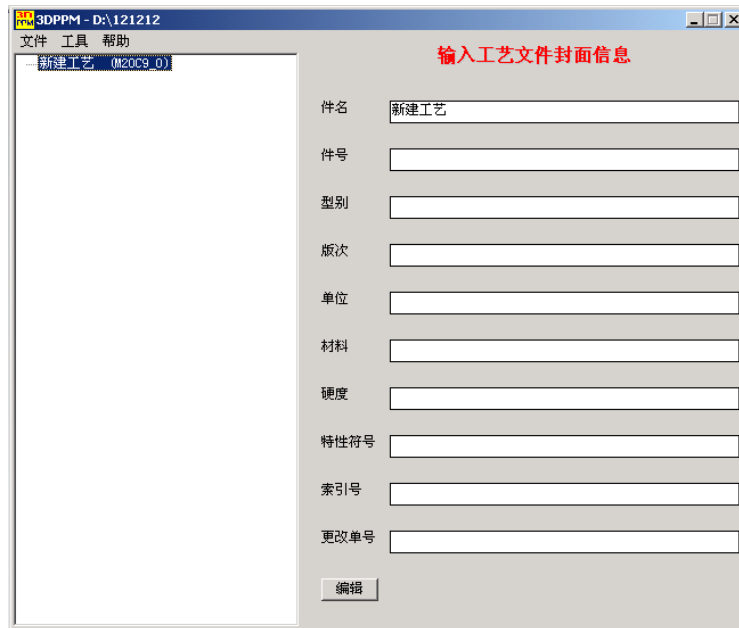 3D PPM 3DPPM - D:\121212
文件 工具 帮助
新建工艺 (M20C9_0)
输入工艺文件封面信息
件名 新建工艺
件号
型别
版次
单位
材料
硬度
特性符号
索引号
更改单号
编辑